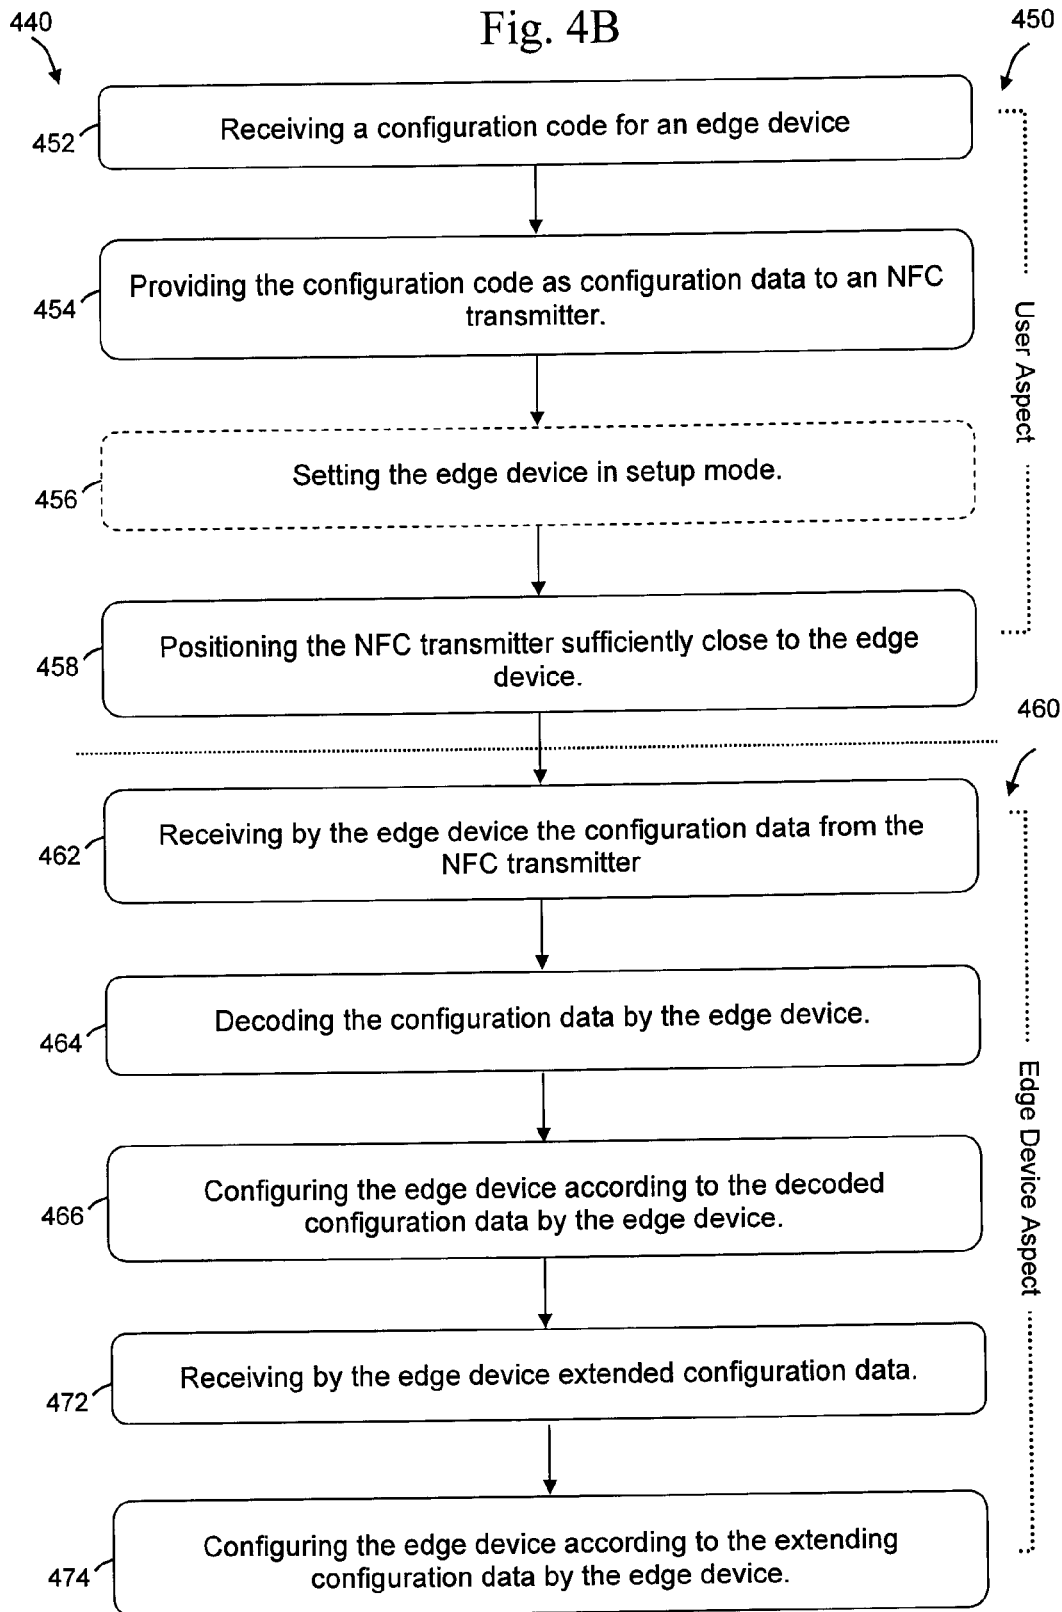 440
Fig. 4B
450
452
Receiving a configuration code for an edge device
454
Providing the configuration code as configuration data to an NFC
transmitter.
User Aspect
456
Setting the edge device in setup mode.
458
Positioning the NFC transmitter sufficiently close to the edge
device.
460
462
Receiving by the edge device the configuration data from the
NFC transmitter
464
Decoding the configuration data by the edge device.
Edge Device Aspect
466
Configuring the edge device according to the decoded
configuration data by the edge device.
472
Receiving by the edge device extended configuration data.
474
Configuring the edge device according to the extending
configuration data by the edge device.